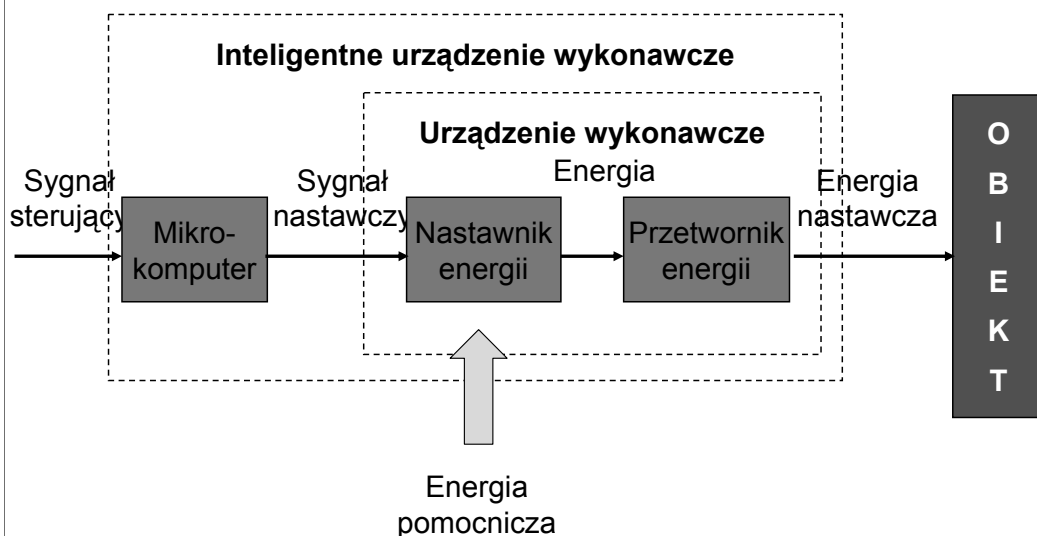 Inteligentne urządzenie wykonawcze
Urządzenie wykonawcze
Sygnał
sterujący
Mikro-
komputer
Sygnał
nastawczy
Nastawnik
energii
Energia
Przetwornik
energii
Energia
nastawcza
O
B
I
E
K
T
Energia
pomocnicza